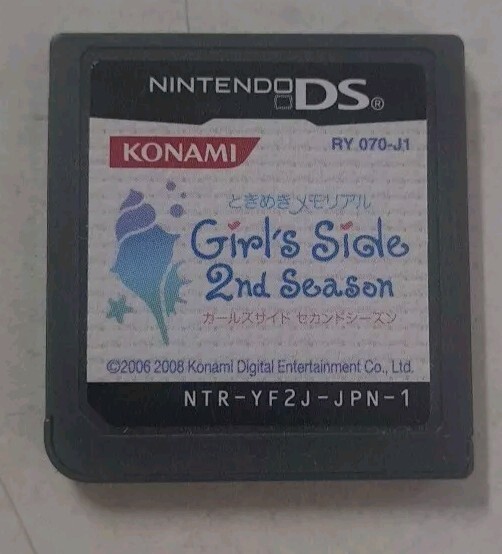 NINTENDO DS®
KONAMI
RY 070-J1
ときめきメモリアル
Girl's Side
2nd Season
ガールズサイド セカンドシーズン
©2006 2008 Konami Digital Entertainment Co., Ltd.
NTR-YF2J-JPN-1